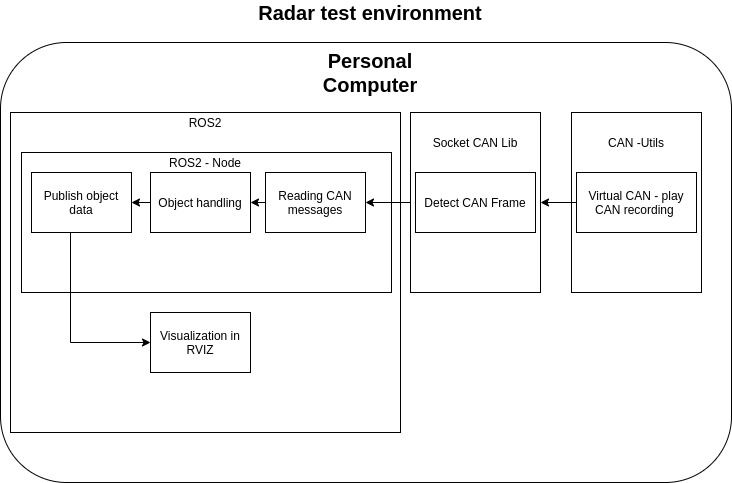 Radar test environment
Personal
Computer
ROS2
Socket CAN Lib
CAN -Utils
ROS2 - Node
Publish object
data
Object handling
Reading CAN
messages
Detect CAN Frame
Virtual CAN - play
CAN recording
Visualization in
RVIZ